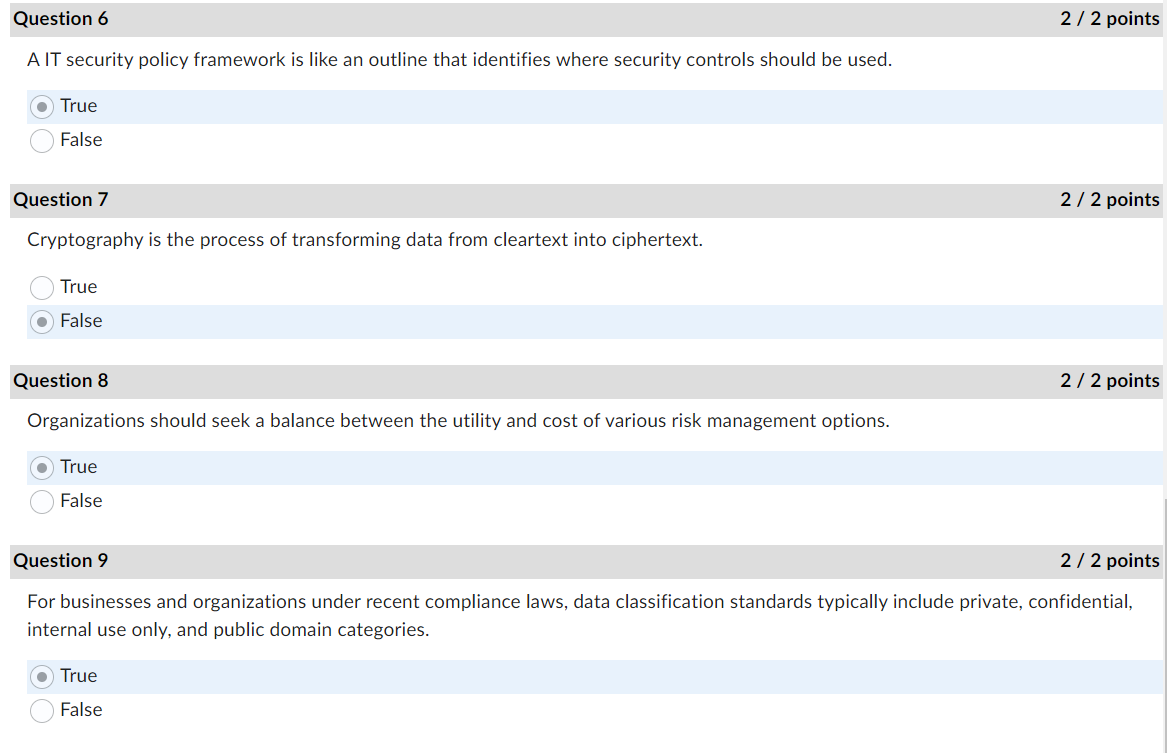 Question 6 2 / 2 points
A IT security policy framework is like an outline that identifies where security controls should be used.
True
False
Question 7 2 / 2 points
Cryptography is the process of transforming data from cleartext into ciphertext.
True
False
Question 8 2 / 2 points
Organizations should seek a balance between the utility and cost of various risk management options.
True
False
Question 9 2 / 2 points
For businesses and organizations under recent compliance laws, data classification standards typically include private, confidential,
internal use only, and public domain categories.
True
False